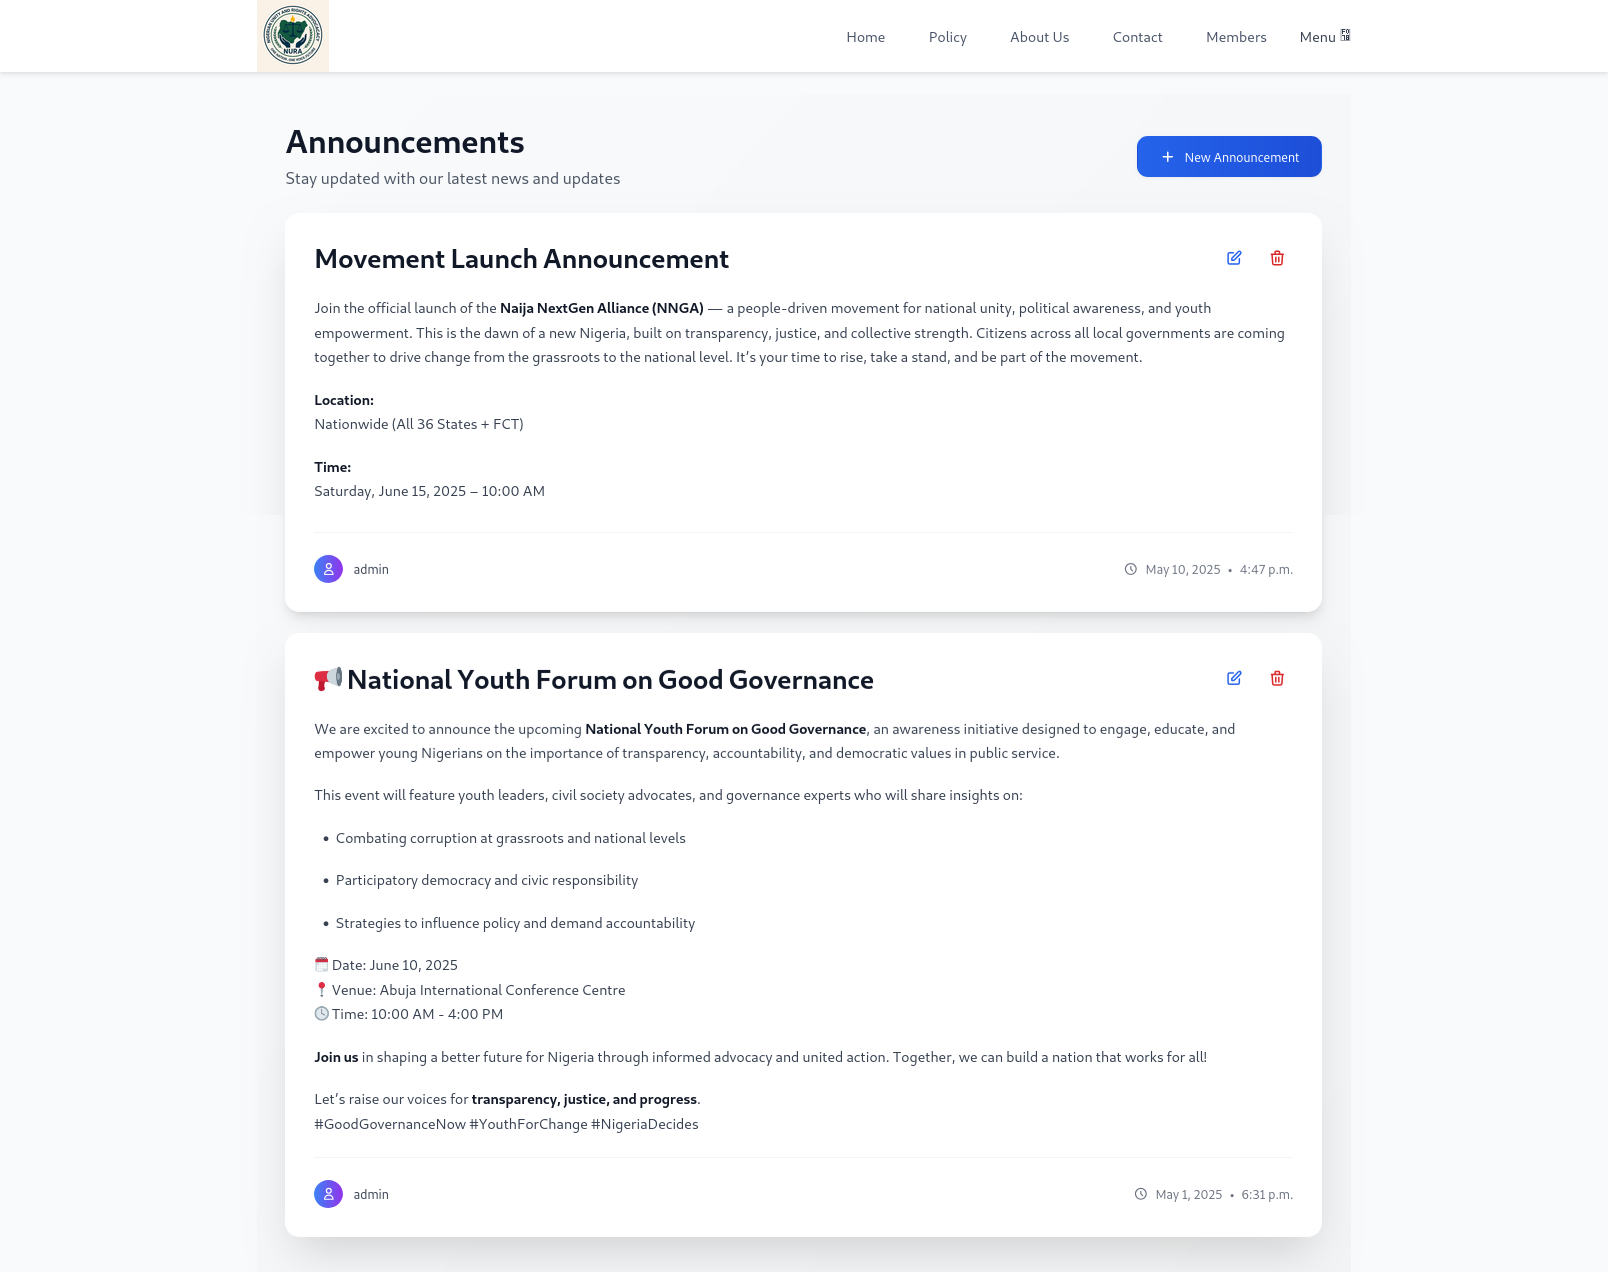 NIGERIAN UNITY AND RIGHTS ADVOCACY
NURA
ONE NATION, ONE VOICE, ONE FUTURE
Home
Policy
About Us
Contact
Members
Menu
Announcements
Stay updated with our latest news and updates
+ New Announcement
Movement Launch Announcement
Join the official launch of the Naija NextGen Alliance (NNGA) — a people-driven movement for national unity, political awareness, and youth
empowerment. This is the dawn of a new Nigeria, built on transparency, justice, and collective strength. Citizens across all local governments are coming
together to drive change from the grassroots to the national level. It’s your time to rise, take a stand, and be part of the movement.
Location:
Nationwide (All 36 States + FCT)
Time:
Saturday, June 15, 2025 – 10:00 AM
admin
May 10, 2025 • 4:47 p.m.
📢 National Youth Forum on Good Governance
We are excited to announce the upcoming National Youth Forum on Good Governance, an awareness initiative designed to engage, educate, and
empower young Nigerians on the importance of transparency, accountability, and democratic values in public service.
This event will feature youth leaders, civil society advocates, and governance experts who will share insights on:
• Combating corruption at grassroots and national levels
• Participatory democracy and civic responsibility
• Strategies to influence policy and demand accountability
📅 Date: June 10, 2025
📍 Venue: Abuja International Conference Centre
🕓 Time: 10:00 AM - 4:00 PM
Join us in shaping a better future for Nigeria through informed advocacy and united action. Together, we can build a nation that works for all!
Let’s raise our voices for transparency, justice, and progress.
#GoodGovernanceNow #YouthForChange #NigeriaDecides
admin
May 1, 2025 • 6:31 p.m.